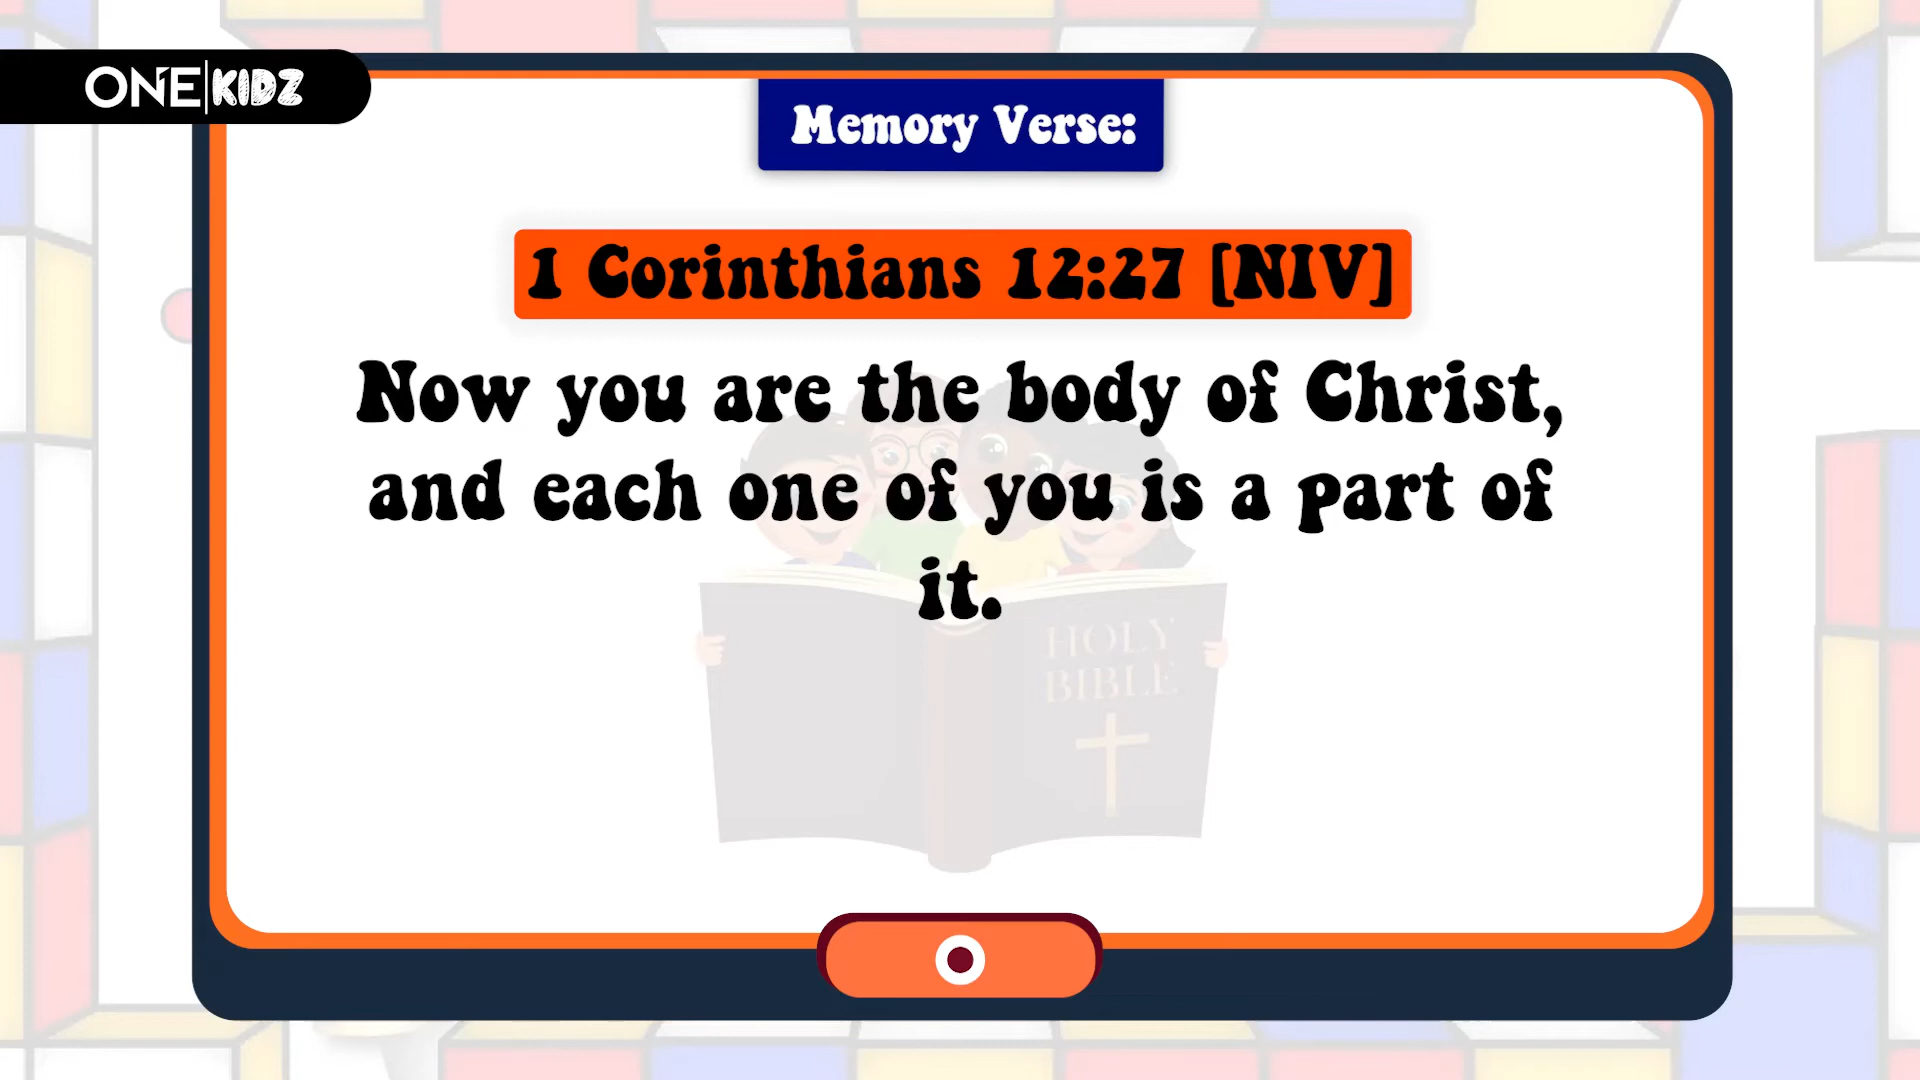 ONE|KIDZ
Memory Verse:
1 Corinthians 12:27 [NIV]
Now you are the body of Christ,
and each one of you is a part of
it.
HOLY
BIBLE